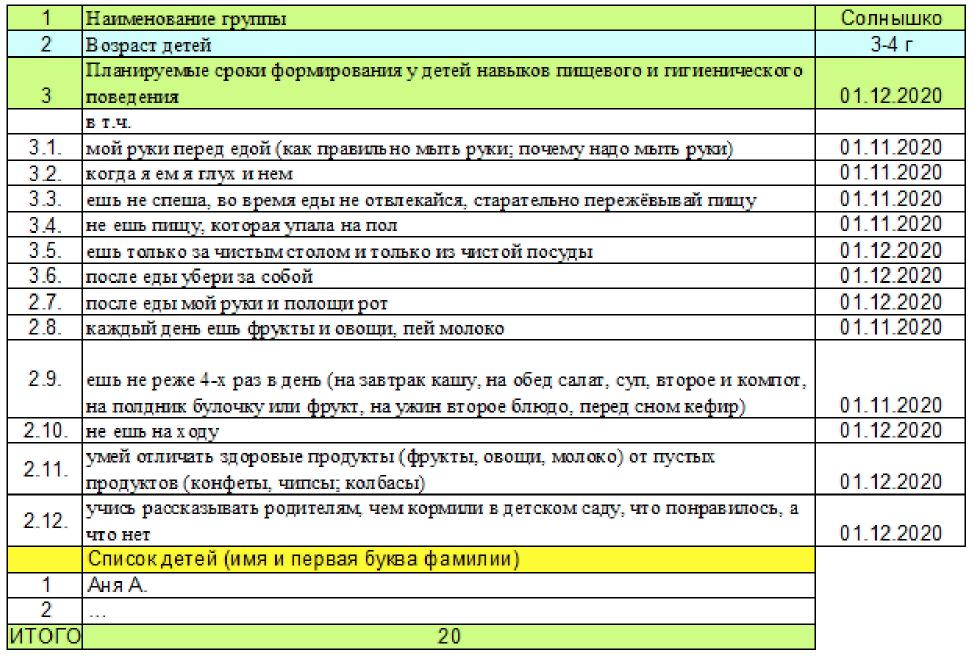 1 Наименование группы Солнышко
2 Возраст детей 3-4 г
Планируемые сроки формирования у детей навыков пищевого и гигиенического
3 поведения 01.12.2020
в т.ч.
3.1. мой руки перед едой (как правильно мыть руки; почему надо мыть руки) 01.11.2020
3.2. когда я ем я глух и нем 01.11.2020
3.3. ешь не спеша, во время еды не отвлекайся, старательно пережёвывай пищу 01.11.2020
3.4. не ешь пищу, которая упала на пол 01.11.2020
3.5. ешь только за чистым столом и только из чистой посуды 01.12.2020
3.6. после еды убери за собой 01.12.2020
2.7. после еды мой руки и полощи рот 01.12.2020
2.8. каждый день ешь фрукты и овощи, пей молоко 01.11.2020
2.9. ешь не реже 4-х раз в день (на завтрак кашу, на обед салат, суп, второе и компот,
на полдник булочку или фрукт, на ужин второе блюдо, перед сном кефир) 01.11.2020
2.10. не ешь на ходу 01.12.2020
2.11. умей отличать здоровые продукты (фрукты, овощи, молоко) от пустых
продуктов (конфеты, чипсы; колбасы) 01.12.2020
2.12. учись рассказывать родителям, чем кормили в детском саду, что понравилось, а
что нет 01.12.2020
Список детей (имя и первая буква фамилии)
1 Аня А.
2 ...
ИТОГО 20